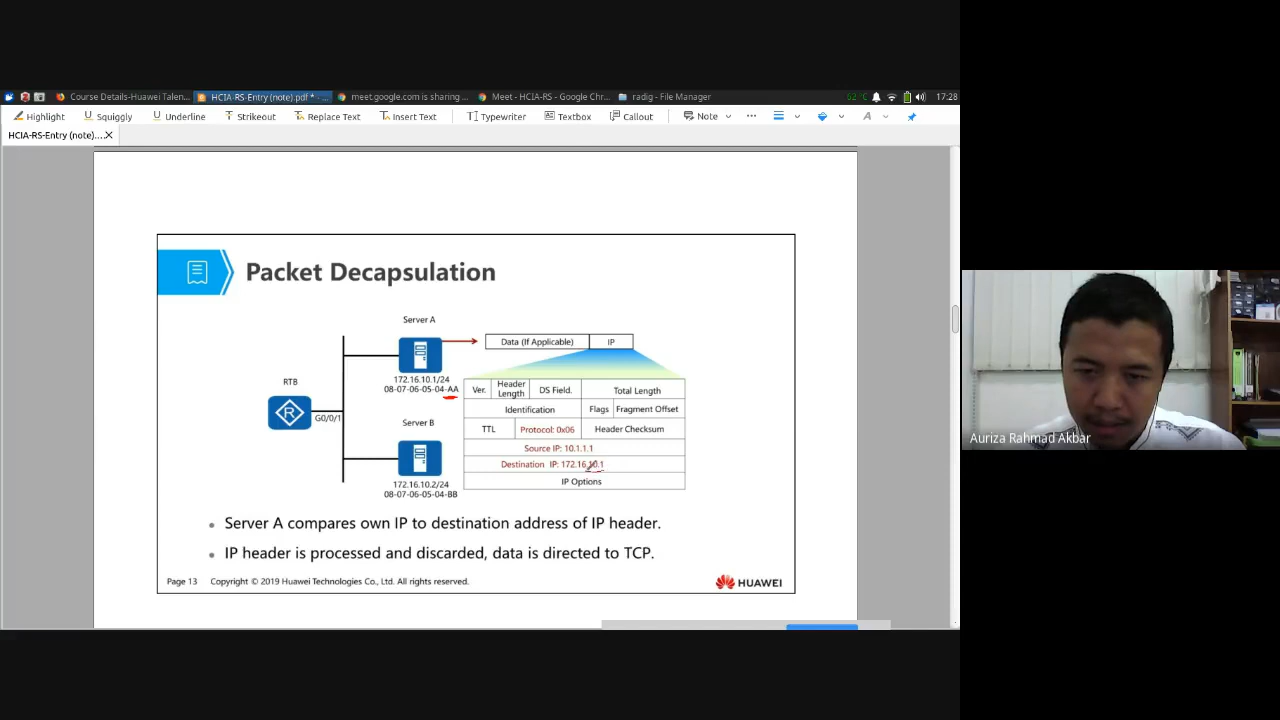 Course Details-Huawei Talen...
HCIA-RS-Entry (note).pdf * - ...
meet.google.com is sharing ...
Meet - HCIA-RS - Google Chr...
radig - File Manager
62°C
17:28
Highlight
Squiggly
Underline
Strikeout
Replace Text
Insert Text
Typewriter
Textbox
Callout
Note
HCIA-RS-Entry (note)....
Packet Decapsulation
Server A
Data (If Applicable)
IP
172.16.10.1/24
08-07-06-05-04-AA
RTB
G0/0/1
Server B
172.16.10.2/24
08-07-06-05-04-BB
Ver.
Header
Length
DS Field.
Total Length
Identification
Flags
Fragment Offset
TTL
Protocol: 0x06
Header Checksum
Source IP: 10.1.1.1
Destination IP: 172.16.10.1
IP Options
Server A compares own IP to destination address of IP header.
IP header is processed and discarded, data is directed to TCP.
Page 13
Copyright © 2019 Huawei Technologies Co., Ltd. All rights reserved.
HUAWEI
Auriza Rahmad Akbar